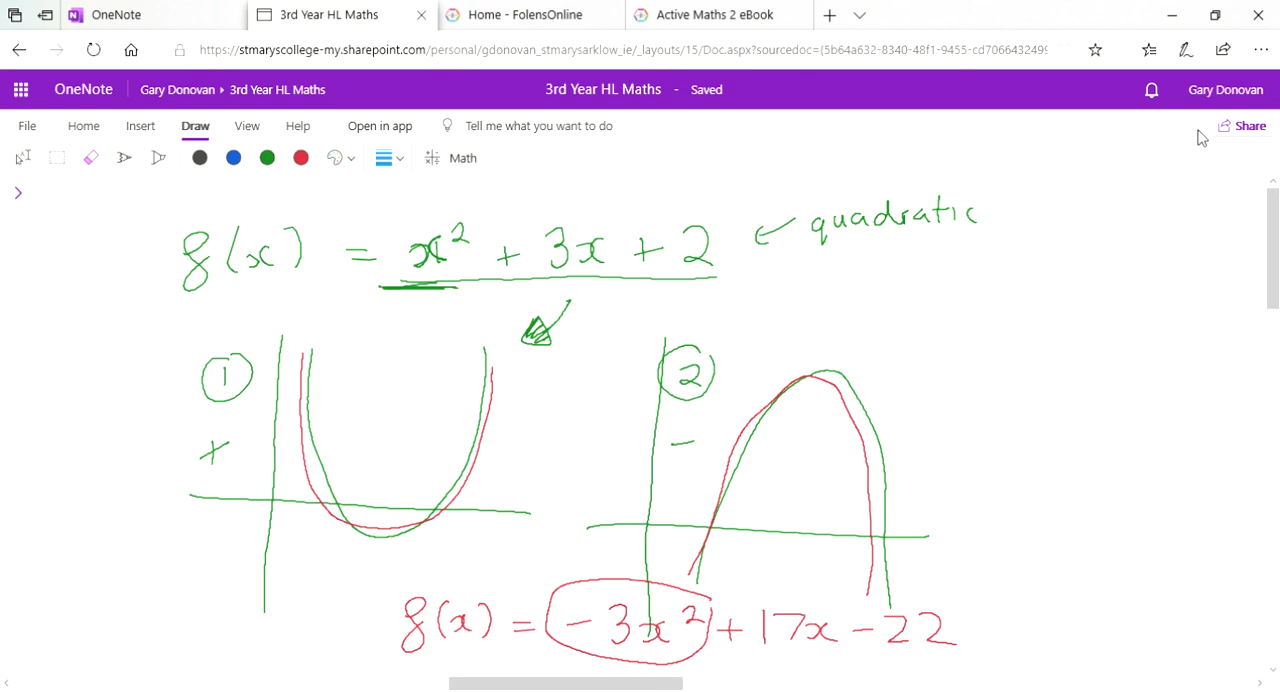 OneNote
3rd Year HL Maths
Home - FolensOnline
Active Maths 2 eBook
https://stmaryscollege-my.sharepoint.com/personal/gdonovan_stmarysarklow_ie/_layouts/15/Doc.aspx?sourcedoc={5b64a632-8340-48f1-9455-cd7066432499
OneNote
Gary Donovan › 3rd Year HL Maths
3rd Year HL Maths - Saved
Gary Donovan
File Home Insert Draw View Help Open in app Tell me what you want to do
Share
Math
f(x) = x² + 3x + 2 ← quadratic
1
2
+
-
f(x) = -3x² + 17x - 22